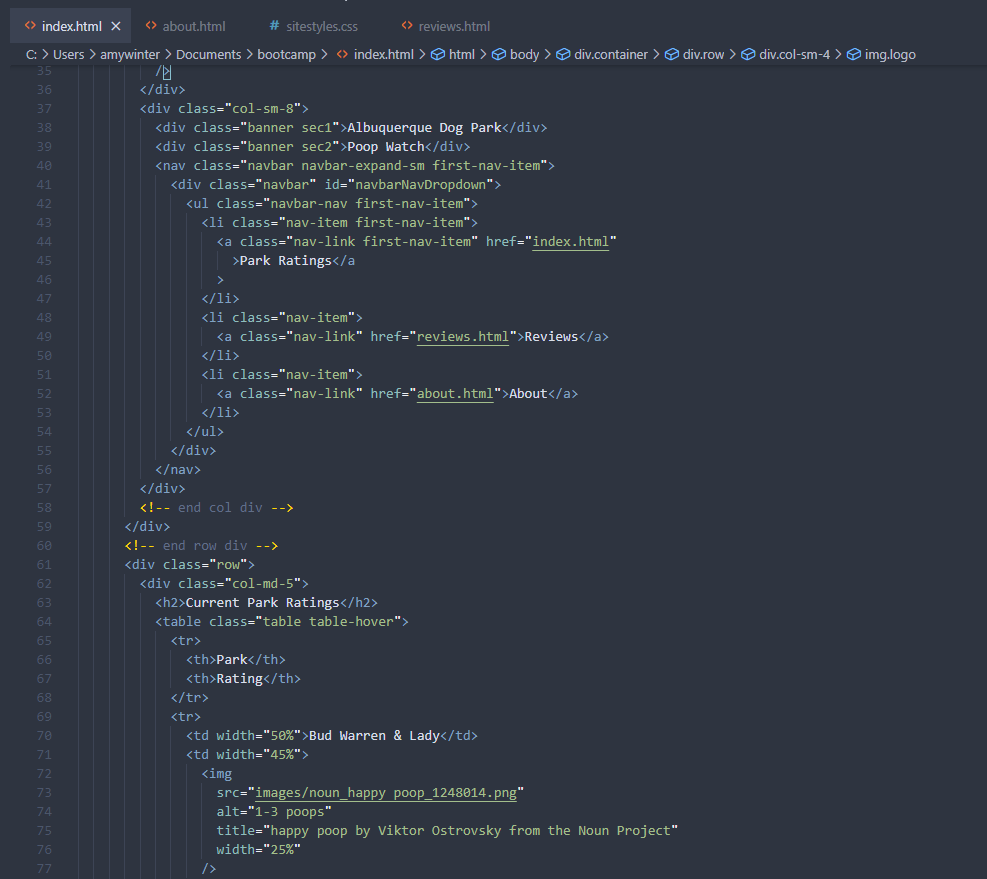 index.html about.html # sitestyles.css reviews.html
C: > Users > amywinter > Documents > bootcamp > index.html > html > body > div.container > div.row > div.col-sm-4 > img.logo
35 />
36 </div>
37 <div class="col-sm-8">
38 <div class="banner sec1">Albuquerque Dog Park</div>
39 <div class="banner sec2">Poop Watch</div>
40 <nav class="navbar navbar-expand-sm first-nav-item">
41 <div class="navbar" id="navbarNavDropdown">
42 <ul class="navbar-nav first-nav-item">
43 <li class="nav-item first-nav-item">
44 <a class="nav-link first-nav-item" href="index.html"
45 >Park Ratings</a
46 >
47 </li>
48 <li class="nav-item">
49 <a class="nav-link" href="reviews.html">Reviews</a>
50 </li>
51 <li class="nav-item">
52 <a class="nav-link" href="about.html">About</a>
53 </li>
54 </ul>
55 </div>
56 </nav>
57 </div>
58 <!-- end col div -->
59 </div>
60 <!-- end row div -->
61 <div class="row">
62 <div class="col-md-5">
63 <h2>Current Park Ratings</h2>
64 <table class="table table-hover">
65 <tr>
66 <th>Park</th>
67 <th>Rating</th>
68 </tr>
69 <tr>
70 <td width="50%">Bud Warren & Lady</td>
71 <td width="45%">
72 <img
73 src="images/noun_happy poop_1248014.png"
74 alt="1-3 poops"
75 title="happy poop by Viktor Ostrovsky from the Noun Project"
76 width="25%"
77 />